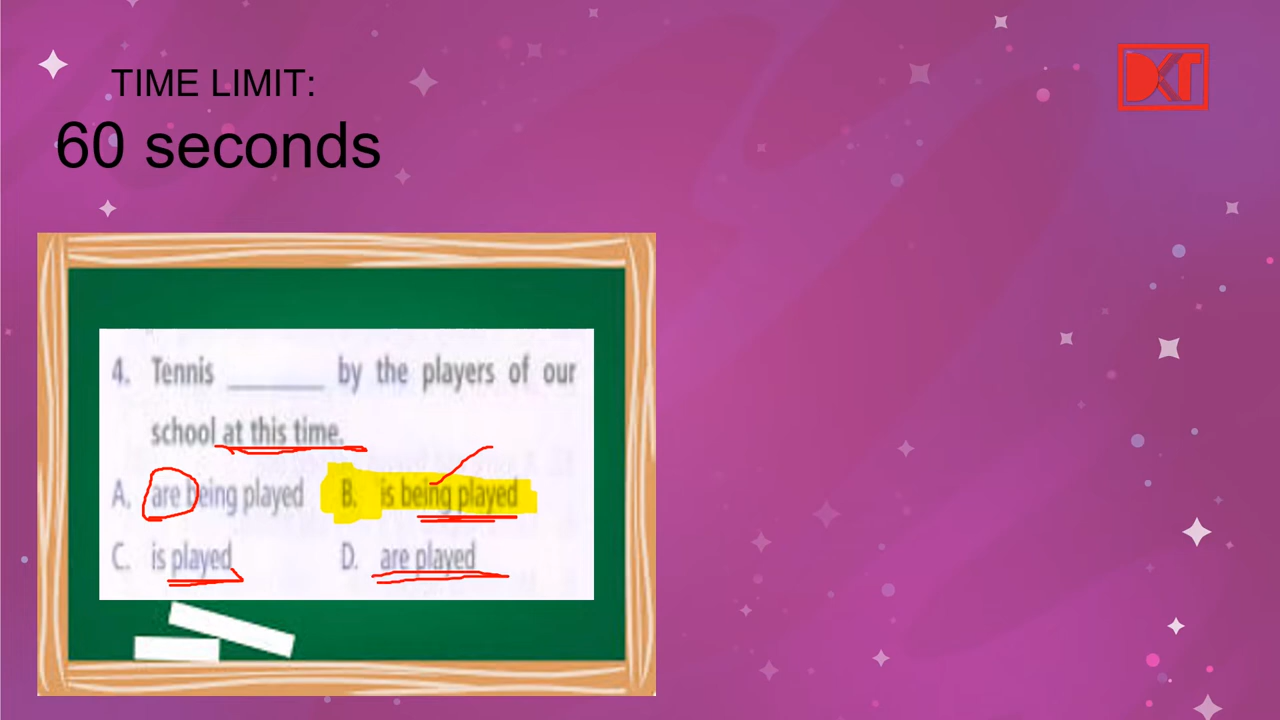 TIME LIMIT:
60 seconds
DKT
4. Tennis ________ by the players of our
school at this time.
A. are being played B. is being played
C. is played D. are played